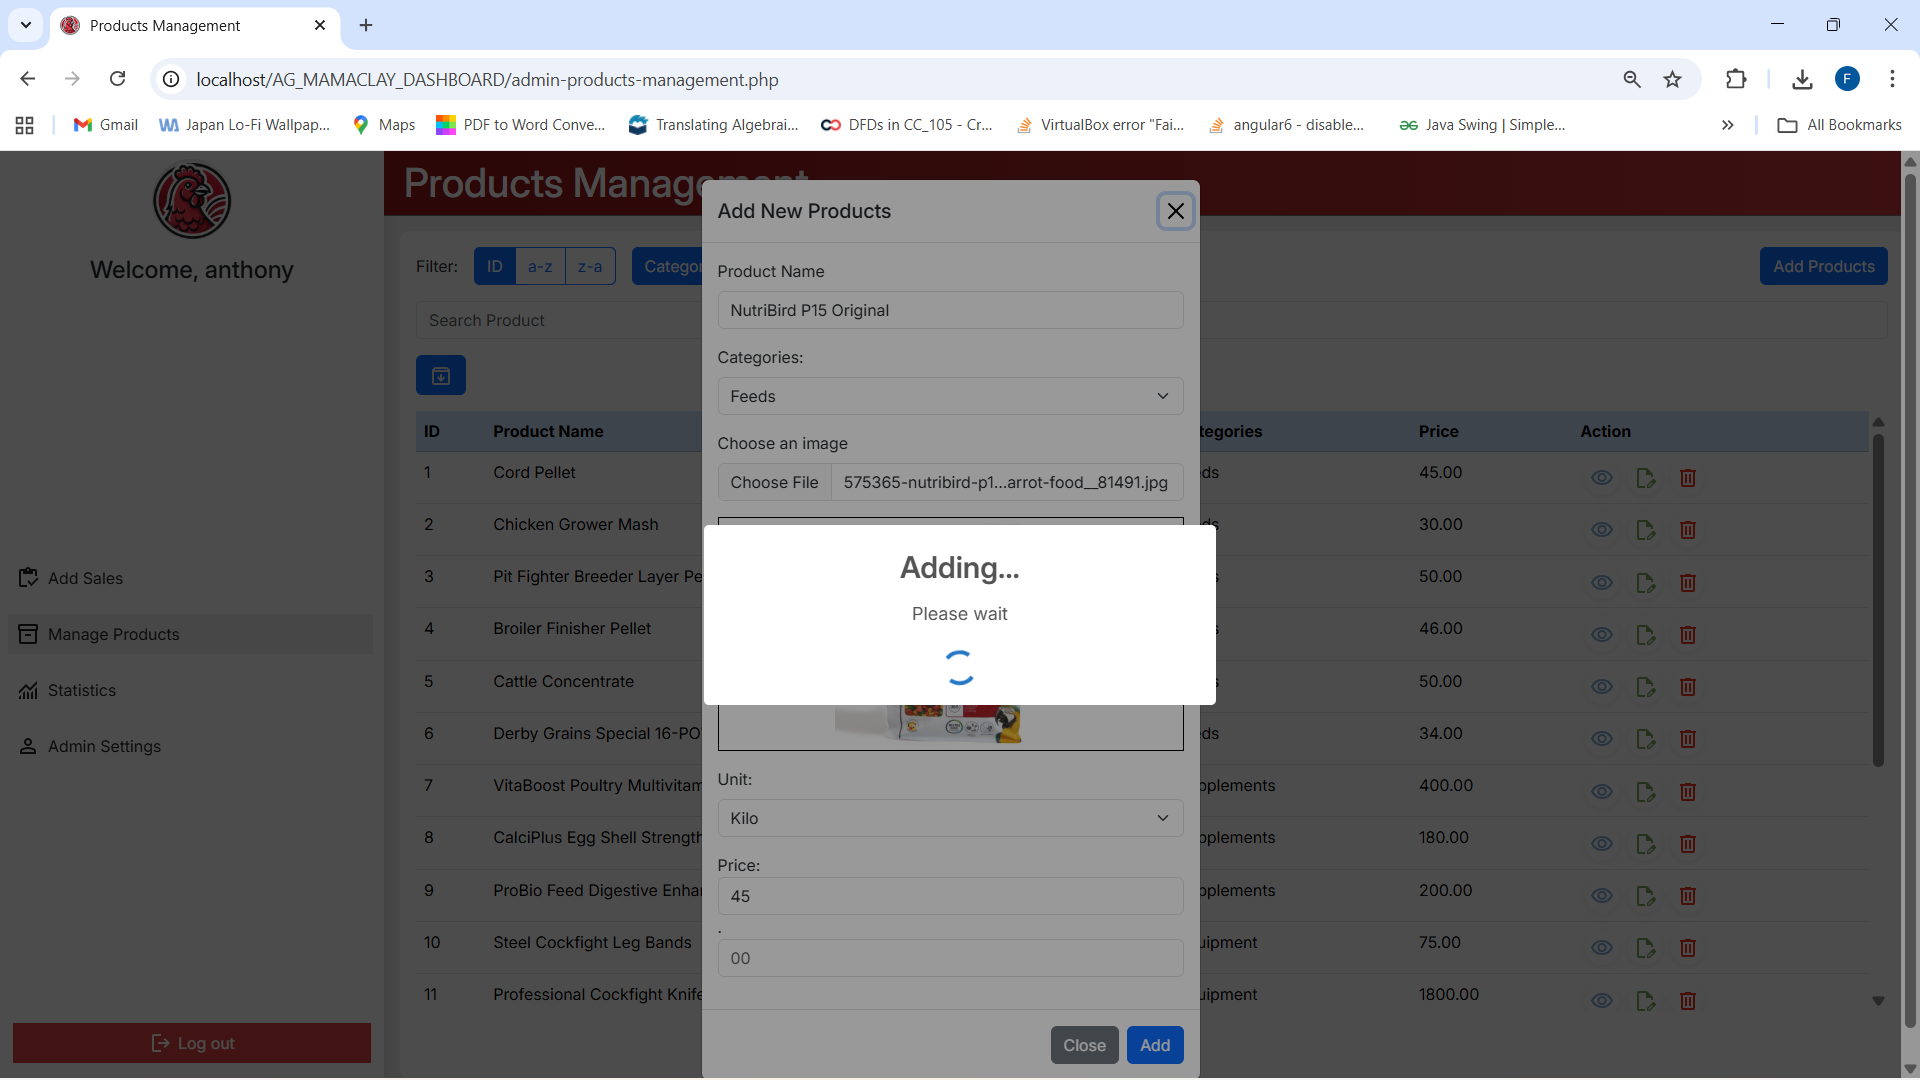 Products Management
localhost/AG_MAMACLAY_DASHBOARD/admin-products-management.php
F
Gmail
Japan Lo-Fi Wallpap...
Maps
PDF to Word Conve...
Translating Algebrai...
DFDs in CC_105 - Cr...
VirtualBox error "Fai...
angular6 - disable...
Java Swing | Simple...
All Bookmarks
Welcome, anthony
Add Sales
Manage Products
Statistics
Admin Settings
Log out
Products Management
Filter:
ID
a-z
z-a
Catego
Add Products
Search Product
ID Product Name tegories Price Action
1 Cord Pellet ds 45.00
2 Chicken Grower Mash ds 30.00
3 Pit Fighter Breeder Layer Pe s 50.00
4 Broiler Finisher Pellet s 46.00
5 Cattle Concentrate s 50.00
6 Derby Grains Special 16-PO ds 34.00
7 VitaBoost Poultry Multivitam pplements 400.00
8 CalciPlus Egg Shell Strength pplements 180.00
9 ProBio Feed Digestive Enha pplements 200.00
10 Steel Cockfight Leg Bands uipment 75.00
11 Professional Cockfight Knife uipment 1800.00
Add New Products
Product Name
NutriBird P15 Original
Categories:
Feeds
Choose an image
Choose File 575365-nutribird-p1...arrot-food__81491.jpg
Adding...
Please wait
Unit:
Kilo
Price:
45
.
00
Close
Add